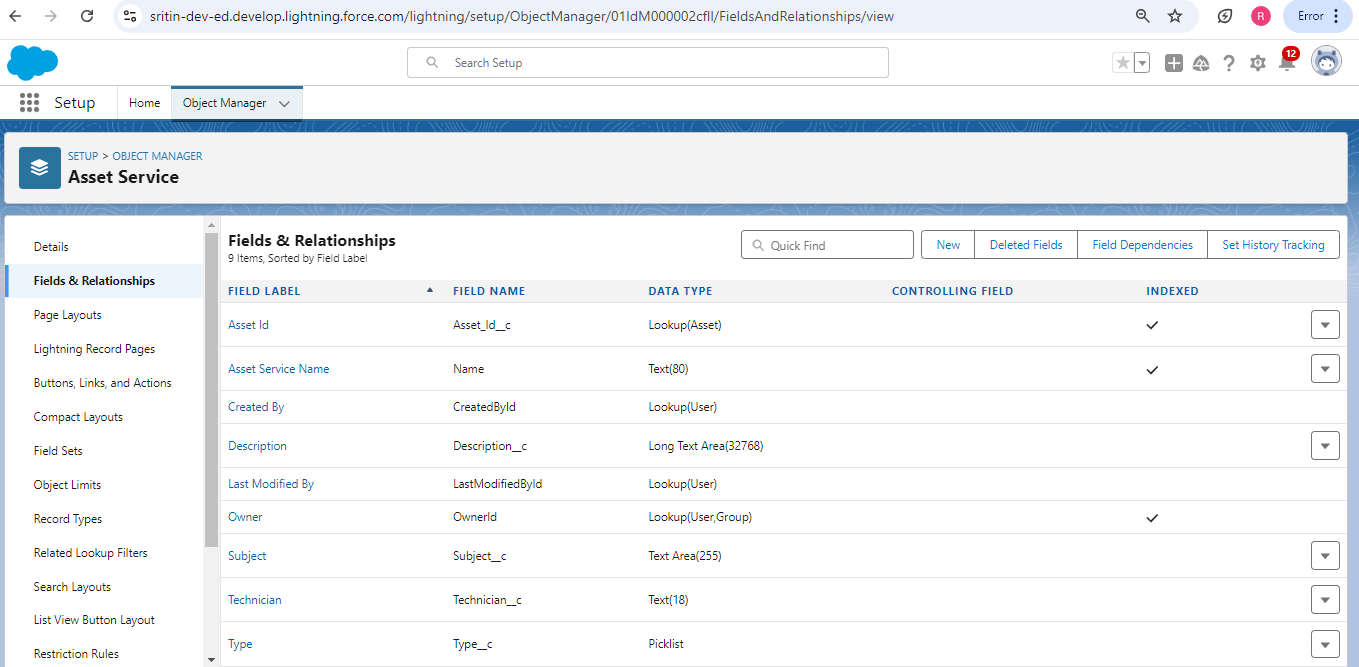 sritin-dev-ed.develop.lightning.force.com/lightning/setup/ObjectManager/01IdM000002cfII/FieldsAndRelationships/view
R
Error
Search Setup
12
Setup
Home
Object Manager
SETUP > OBJECT MANAGER
Asset Service
Details
Fields & Relationships
Page Layouts
Lightning Record Pages
Buttons, Links, and Actions
Compact Layouts
Field Sets
Object Limits
Record Types
Related Lookup Filters
Search Layouts
List View Button Layout
Restriction Rules
Fields & Relationships
9 Items, Sorted by Field Label
Quick Find
New
Deleted Fields
Field Dependencies
Set History Tracking
FIELD LABEL FIELD NAME DATA TYPE CONTROLLING FIELD INDEXED
Asset Id Asset_Id__c Lookup(Asset)
Asset Service Name Name Text(80)
Created By CreatedById Lookup(User)
Description Description__c Long Text Area(32768)
Last Modified By LastModifiedById Lookup(User)
Owner OwnerId Lookup(User,Group)
Subject Subject__c Text Area(255)
Technician Technician__c Text(18)
Type Type__c Picklist